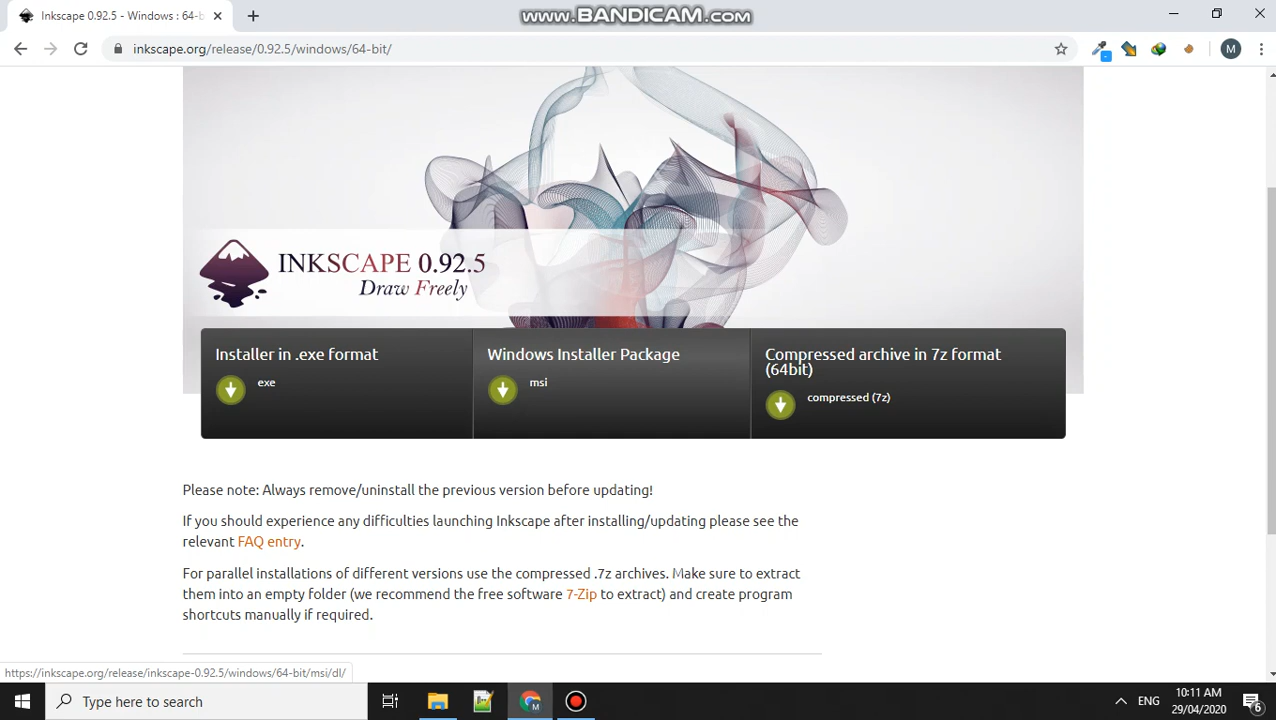 Inkscape 0.92.5 - Windows : 64-b
www.BANDICAM.com
inkscape.org/release/0.92.5/windows/64-bit/
M
INKSCAPE 0.92.5
Draw Freely
Installer in .exe format
exe
Windows Installer Package
msi
Compressed archive in 7z format
(64bit)
compressed (7z)
Please note: Always remove/uninstall the previous version before updating!
If you should experience any difficulties launching Inkscape after installing/updating please see the
relevant FAQ entry.
For parallel installations of different versions use the compressed .7z archives. Make sure to extract
them into an empty folder (we recommend the free software 7-Zip to extract) and create program
shortcuts manually if required.
https://inkscape.org/release/inkscape-0.92.5/windows/64-bit/msi/dl/
Type here to search
M
ENG
10:11 AM
29/04/2020
6